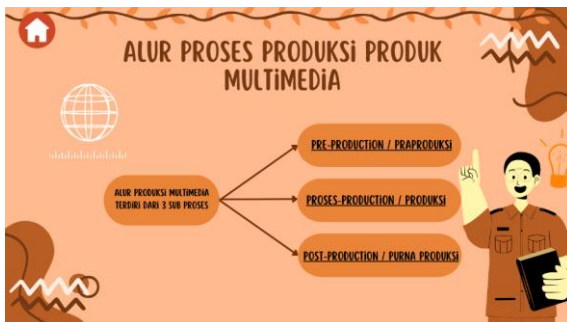 ALUR PROSES PRODUKSI PRODUK
MULTIMEDIA
PRE-PRODUCTION / PRAPRODUKSI
ALUR PRODUKSI MULTIMEDIA
TERDIRI DARI 3 SUB PROSES
PROSES-PRODUCTION / PRODUKSI
POST-PRODUCTION / PURNA PRODUKSI